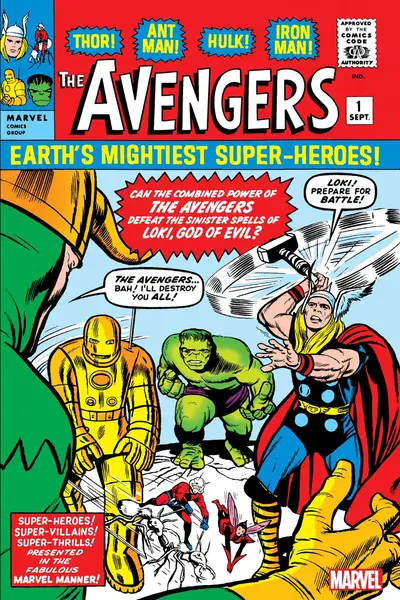 THOR!
ANT
MAN!
HULK!
IRON
MAN!
APPROVED
BY THE
COMICS
CODE
AUTHORITY
MARVEL
COMICS
GROUP
THE AVENGERS
IND.
1
SEPT.
EARTH'S MIGHTIEST SUPER-HEROES!
CAN THE COMBINED POWER OF
THE AVENGERS
DEFEAT THE SINISTER SPELLS OF
LOKI, GOD OF EVIL?
LOKI!
PREPARE FOR
BATTLE!
THE AVENGERS...
BAH! I'LL DESTROY
YOU ALL!
SUPER-HEROES!
SUPER-VILLAINS!
SUPER-THRILLS!
PRESENTED
IN THE
FABULOUS
MARVEL MANNER!
MARVEL